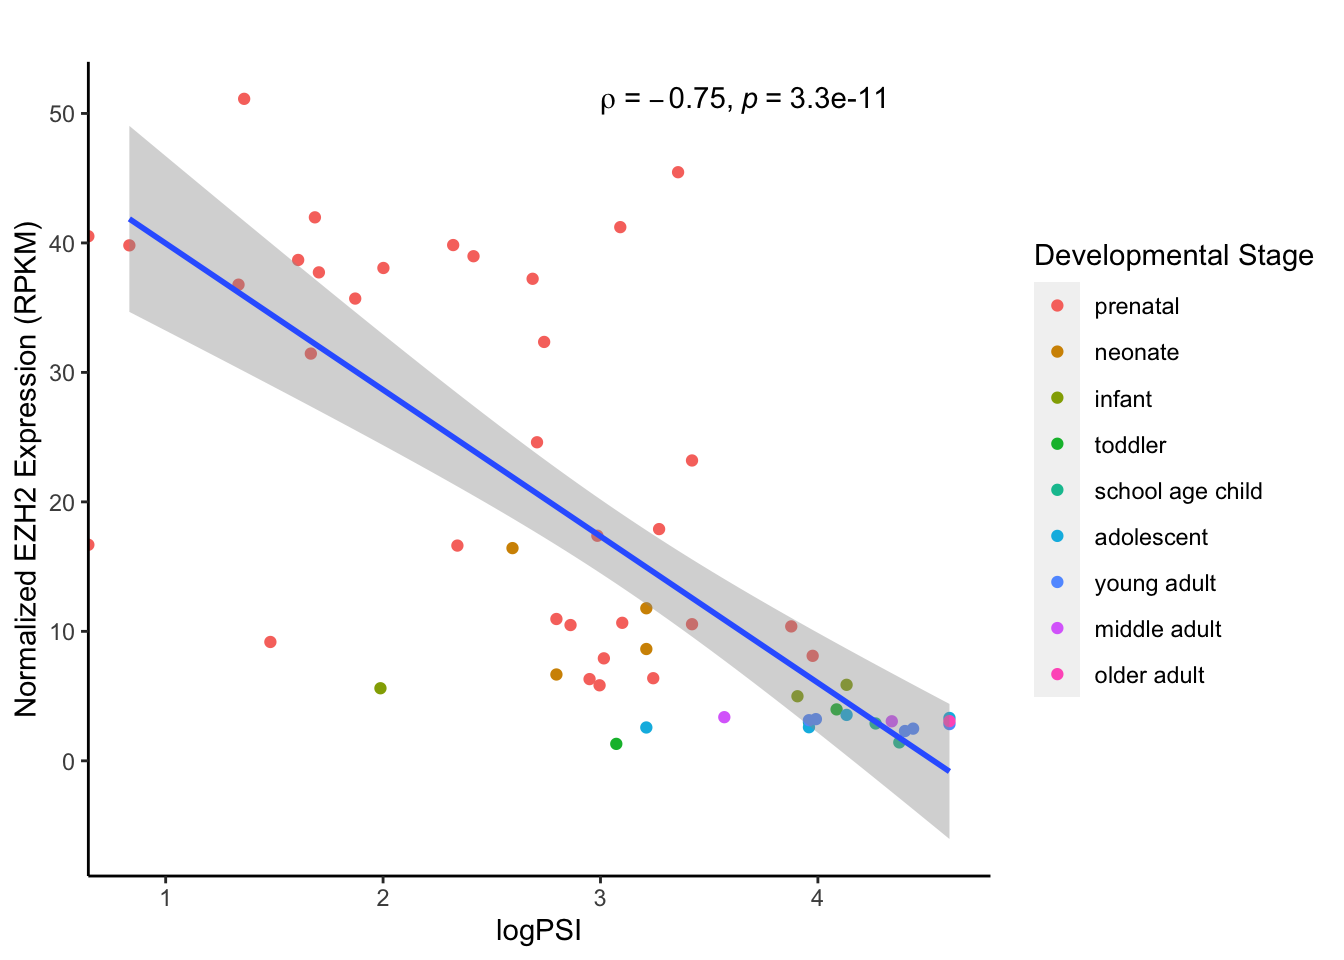 ρ = −0.75, p = 3.3e-11
Normalized EZH2 Expression (RPKM)
50
40
30
20
10
0
1 2 3 4
logPSI
Developmental Stage
prenatal
neonate
infant
toddler
school age child
adolescent
young adult
middle adult
older adult